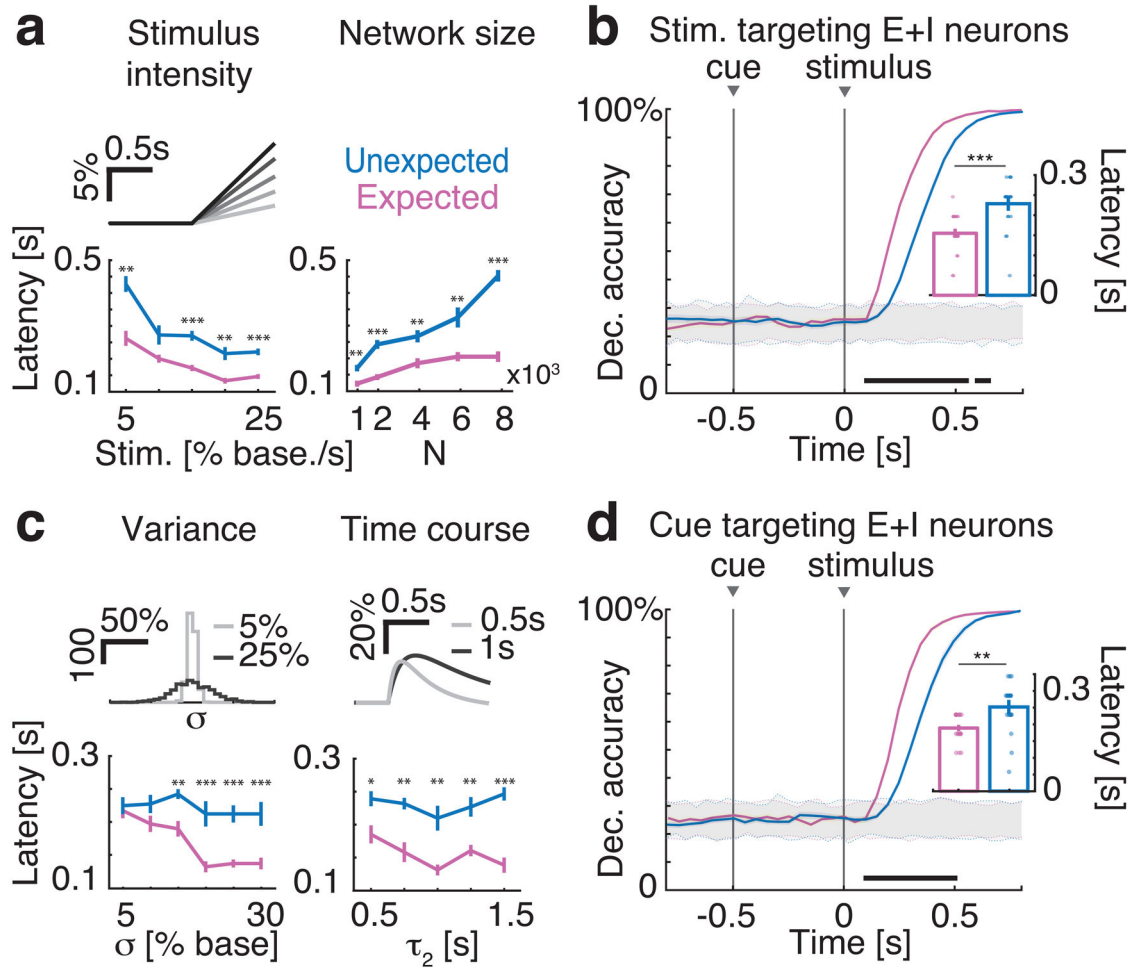 a
Stimulus intensity
Network size
0.5s
5%
Unexpected
Expected
Latency [s]
0.5
**
***
**
***
0.1
5
25
Stim. [% base./s]
0.5
**
***
**
**
***
0.1
x10³
1 2 4 6 8
N
b
Stim. targeting E+I neurons
cue
stimulus
100%
Dec. accuracy
0
-0.5
0
0.5
Time [s]
***
0.3
0
Latency [s]
c
Variance
Time course
50%
100
5%
25%
σ
0.5s
20%
0.5s
1s
Latency [s]
0.3
**
***
***
***
0.1
5
30
σ [% base]
0.3
*
**
**
**
***
0.1
0.5
1.5
τ₂ [s]
d
Cue targeting E+I neurons
cue
stimulus
100%
Dec. accuracy
0
-0.5
0
0.5
Time [s]
**
0.3
0
Latency [s]